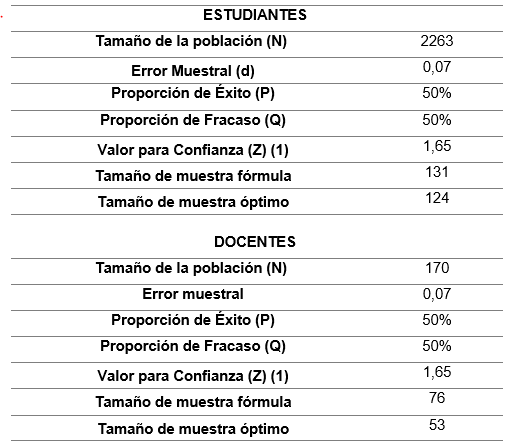 ESTUDIANTES
Tamaño de la población (N) 2263
Error Muestral (d) 0,07
Proporción de Éxito (P) 50%
Proporción de Fracaso (Q) 50%
Valor para Confianza (Z) (1) 1,65
Tamaño de muestra fórmula 131
Tamaño de muestra óptimo 124
DOCENTES
Tamaño de la población (N) 170
Error muestral 0,07
Proporción de Éxito (P) 50%
Proporción de Fracaso (Q) 50%
Valor para Confianza (Z) (1) 1,65
Tamaño de muestra fórmula 76
Tamaño de muestra óptimo 53